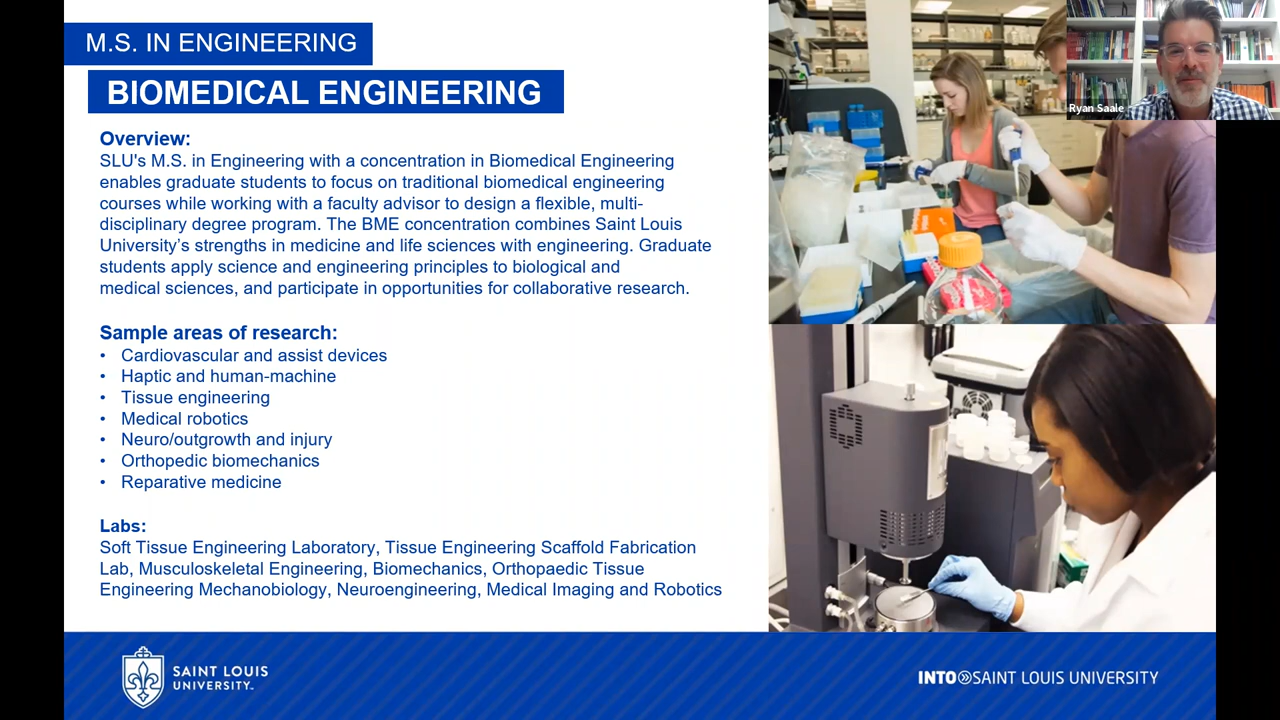 M.S. IN ENGINEERING
BIOMEDICAL ENGINEERING
Overview:
SLU's M.S. in Engineering with a concentration in Biomedical Engineering
enables graduate students to focus on traditional biomedical engineering
courses while working with a faculty advisor to design a flexible, multi-
disciplinary degree program. The BME concentration combines Saint Louis
University’s strengths in medicine and life sciences with engineering. Graduate
students apply science and engineering principles to biological and
medical sciences, and participate in opportunities for collaborative research.
Sample areas of research:
• Cardiovascular and assist devices
• Haptic and human-machine
• Tissue engineering
• Medical robotics
• Neuro/outgrowth and injury
• Orthopedic biomechanics
• Reparative medicine
Labs:
Soft Tissue Engineering Laboratory, Tissue Engineering Scaffold Fabrication
Lab, Musculoskeletal Engineering, Biomechanics, Orthopaedic Tissue
Engineering Mechanobiology, Neuroengineering, Medical Imaging and Robotics
Ryan Saale
SAINT LOUIS
UNIVERSITY™
INTO SAINT LOUIS UNIVERSITY